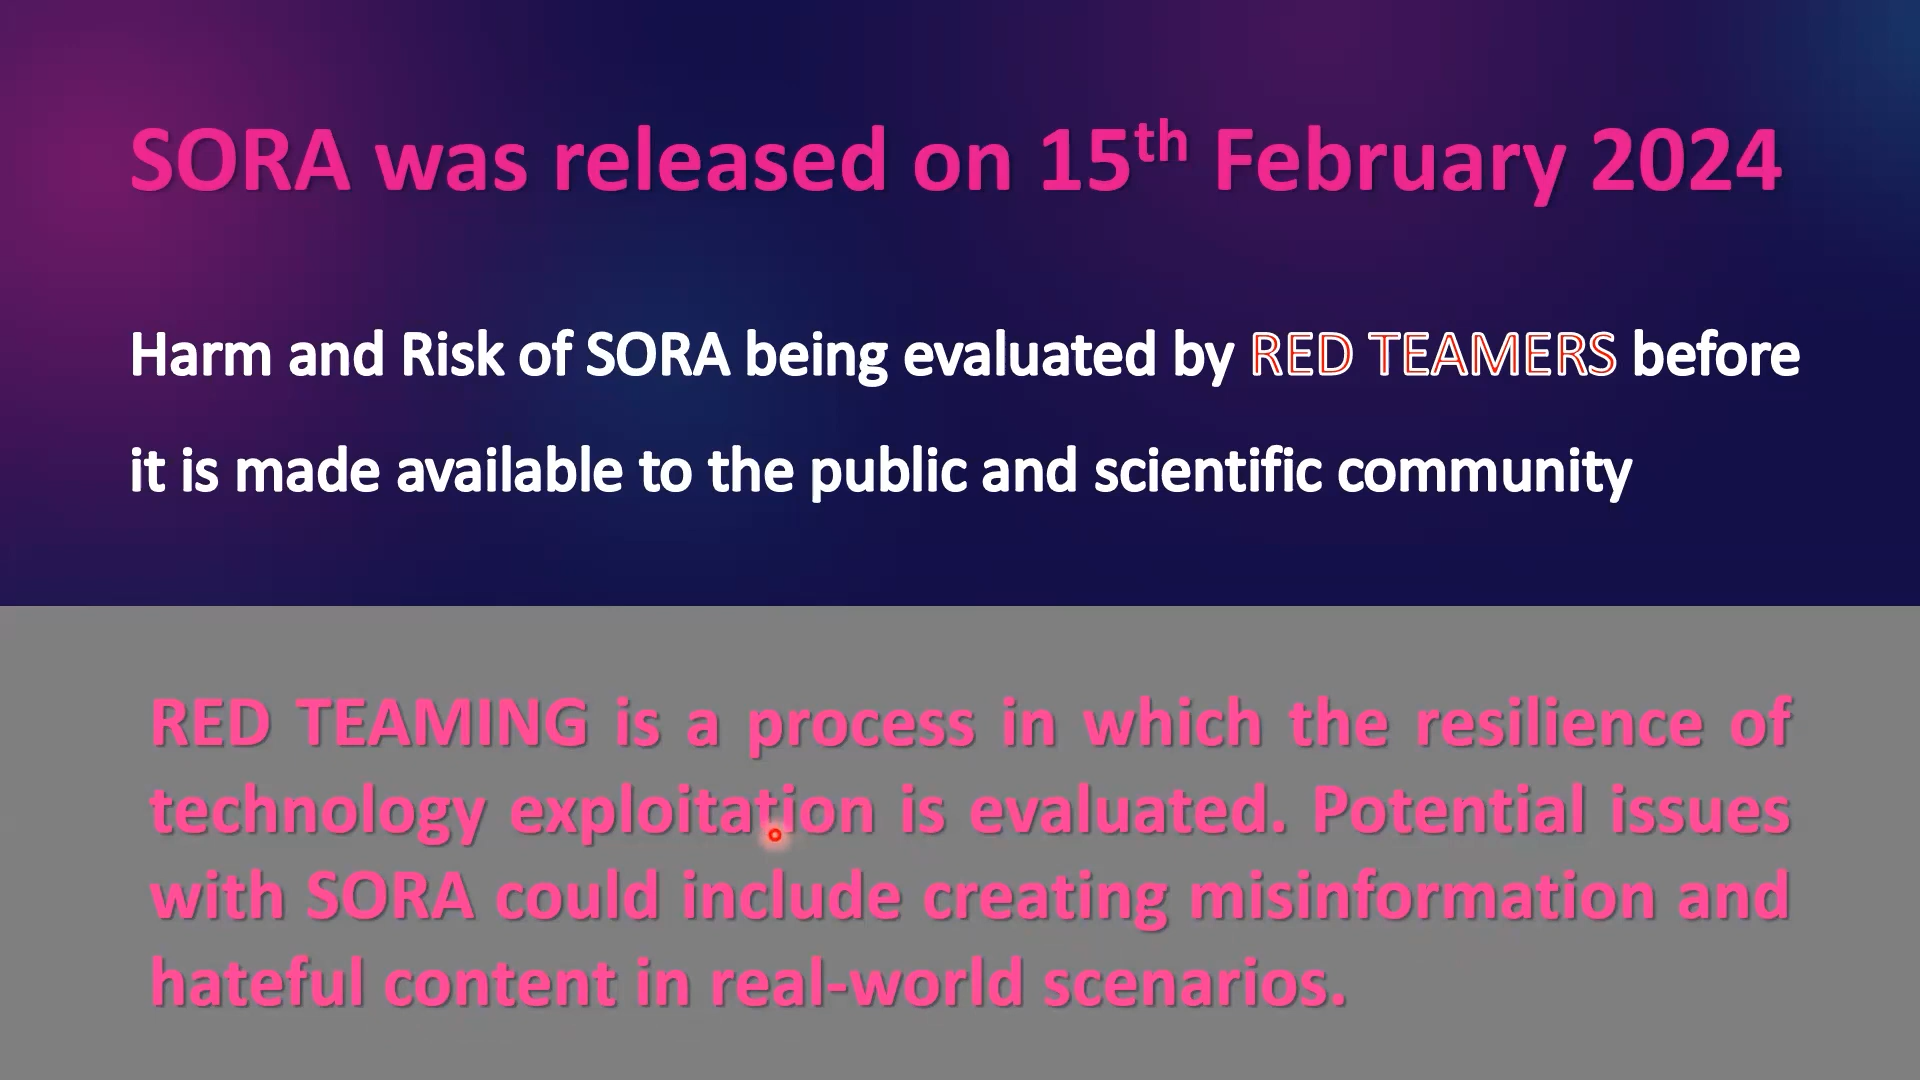 SORA was released on 15th February 2024
Harm and Risk of SORA being evaluated by RED TEAMERS before
it is made available to the public and scientific community
RED TEAMING is a process in which the resilience of
technology exploitation is evaluated. Potential issues
with SORA could include creating misinformation and
hateful content in real-world scenarios.